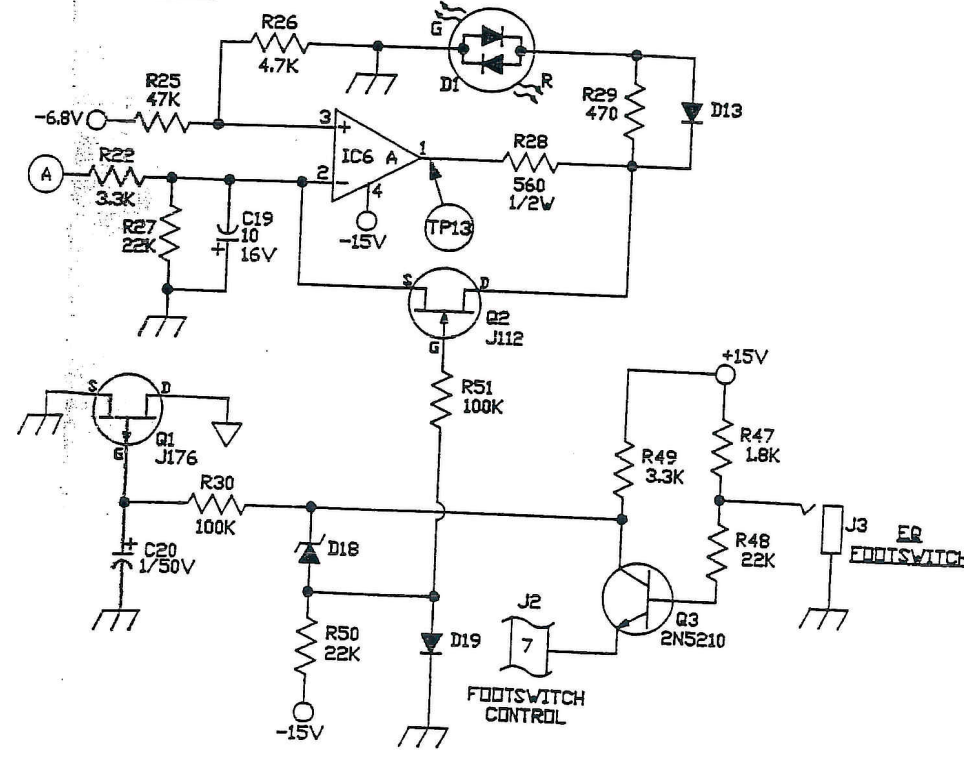 R26
4.7K
G
D1
R
R25
47K
-6.8V
R29
470
D13
3
+
IC6 A
1
R28
560
1/2W
A
R22
3.3K
2
-
4
-15V
TP13
R27
22K
C19
10
+
16V
S
D
Q2
J112
G
R51
100K
+15V
S
D
Q1
J176
G
R49
3.3K
R47
1.8K
R30
100K
+
C20
1/50V
D18
R48
22K
J3
EQ
FOOTSWITCH
J2
7
Q3
2N5210
R50
22K
D19
FOOTSWITCH
CONTROL
-15V